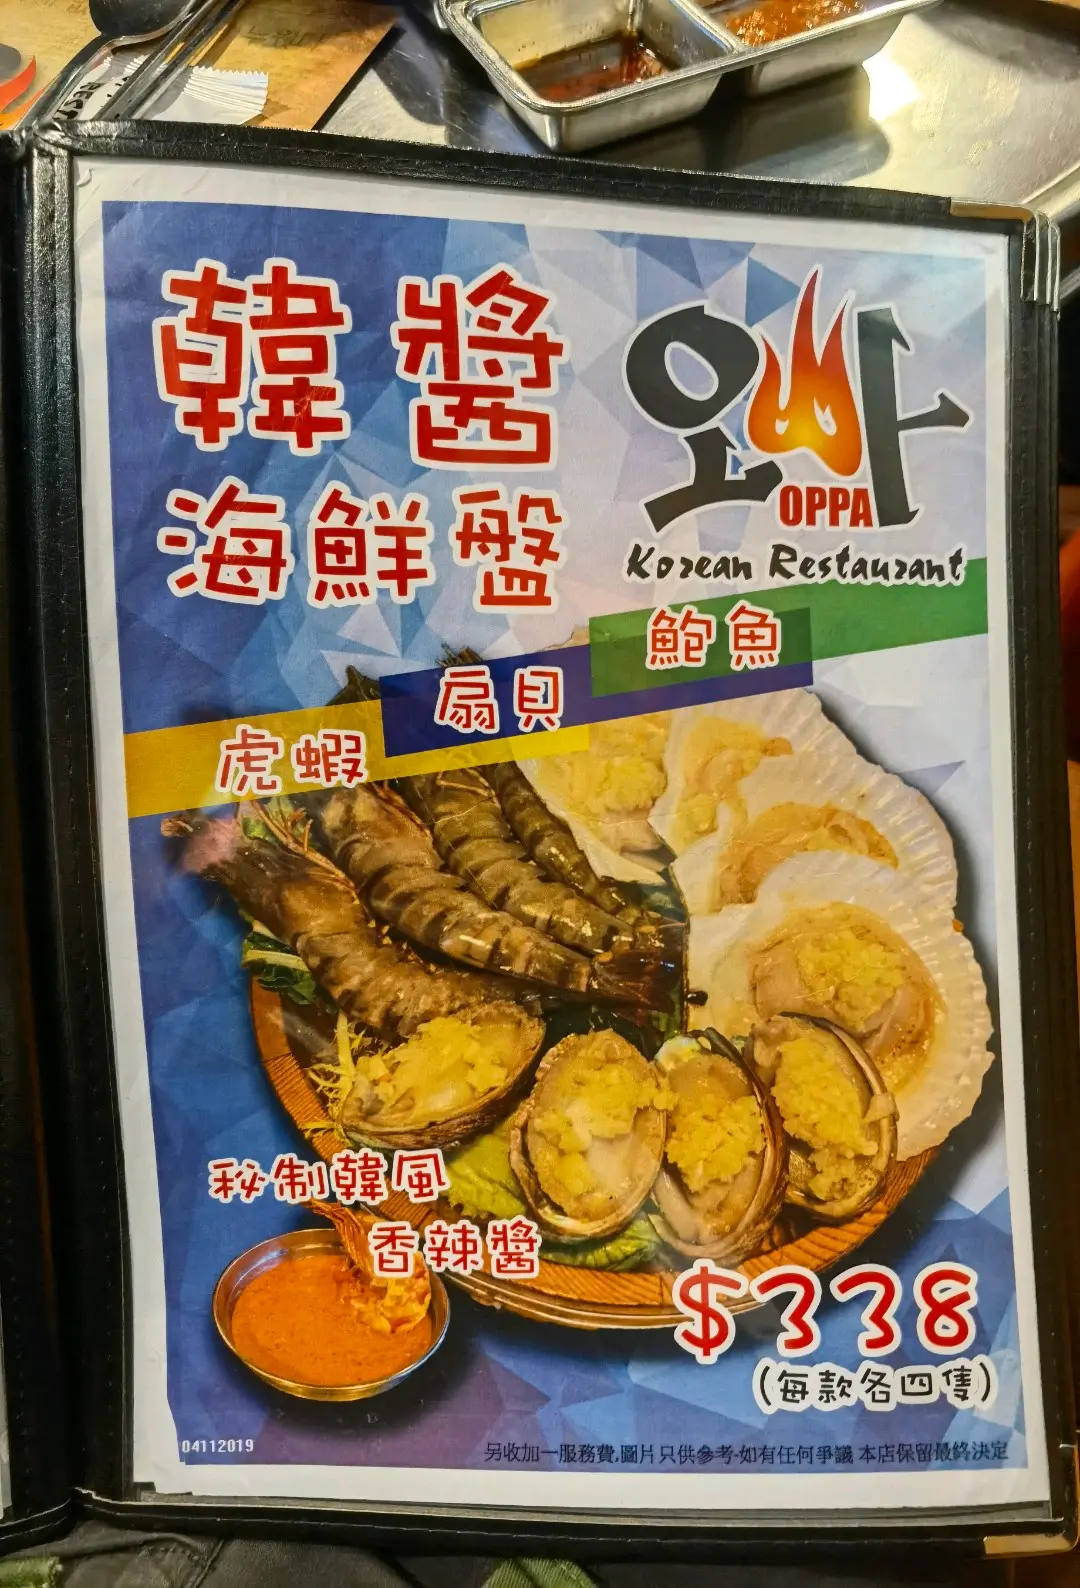 韓醬
海鮮盤
오빠
OPPA
Korean Restaurant
鮑魚
扇貝
虎蝦
秘制韓風
香辣醬
$338
(每款各四隻)
04112019
另收加一服務費,圖片只供參考-如有任何爭議 本店保留最終決定